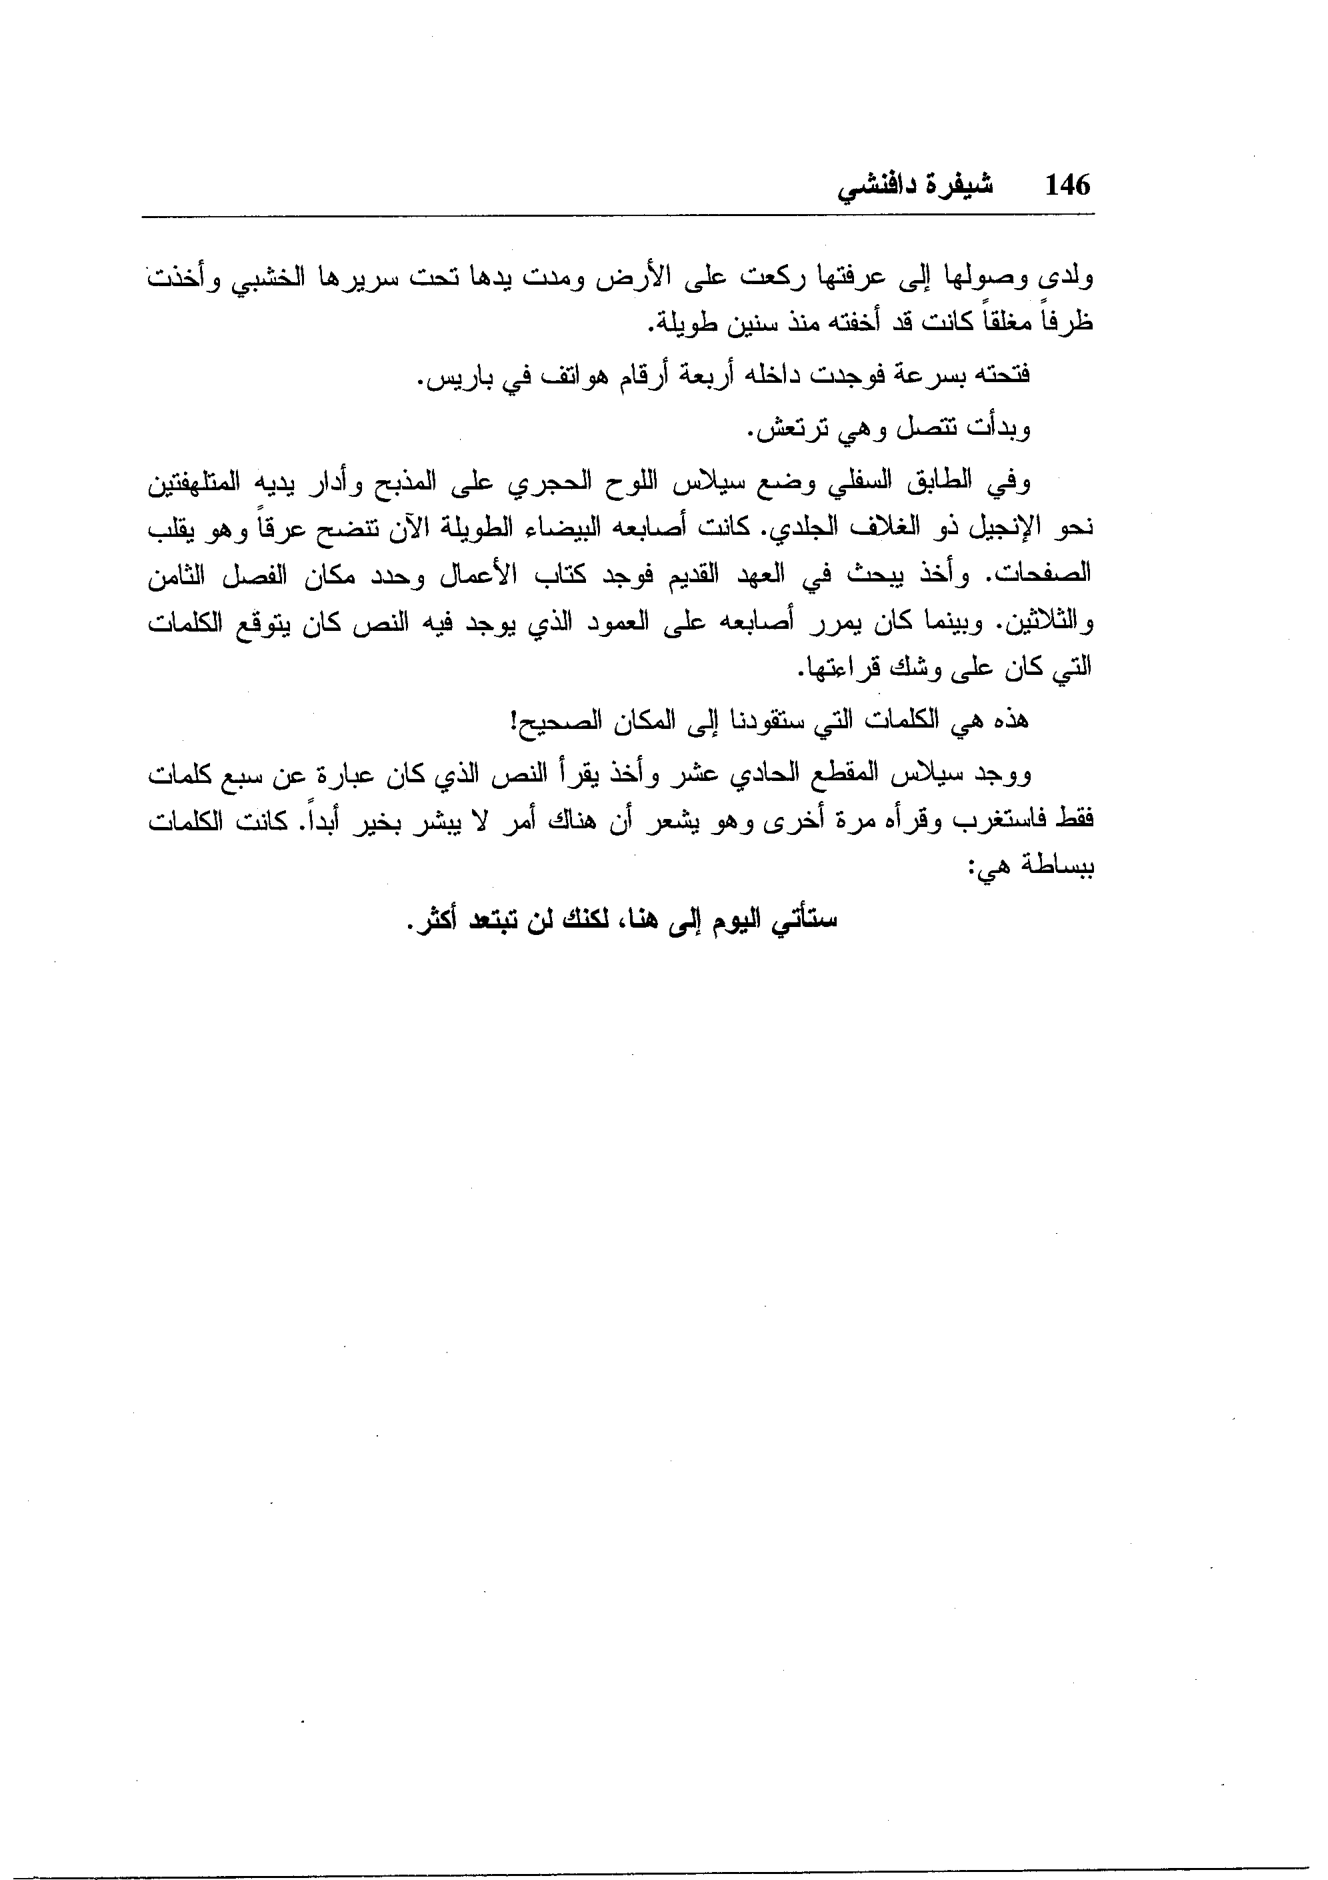 146 شيفرة دافنشي
ولدى وصولها إلى عرفتها ركعت على الأرض ومدت يدها تحت سريرها الخشبي وأخذت
ظرفاً مغلقاً كانت قد أخفته منذ سنين طويلة.
فتحته بسرعة فوجدت داخله أربعة أرقام هواتف في باريس.
وبدأت تتصل وهي ترتعش.
وفي الطابق السفلي وضع سيلاس اللوح الحجري على المذبح وأدار يديه المتلهفتين
نحو الإنجيل ذو الغلاف الجلدي. كانت أصابعه البيضاء الطويلة الآن تتضح عرقاً وهو يقلب
الصفحات. وأخذ يبحث في العهد القديم فوجد كتاب الأعمال وحدد مكان الفصل الثامن
والثلاثين. وبينما كان يمرر أصابعه على العمود الذي يوجد فيه النص كان يتوقع الكلمات
التي كان على وشك قراءتها.
هذه هي الكلمات التي ستقودنا إلى المكان الصحيح!
ووجد سيلاس المقطع الحادي عشر وأخذ يقرأ النص الذي كان عبارة عن سبع كلمات
فقط فاستغرب وقرأه مرة أخرى وهو يشعر أن هناك أمر لا يبشر بخير أبداً. كانت الكلمات
ببساطة هي:
ستأتي اليوم إلى هنا، لكنك لن تبتعد أكثر.